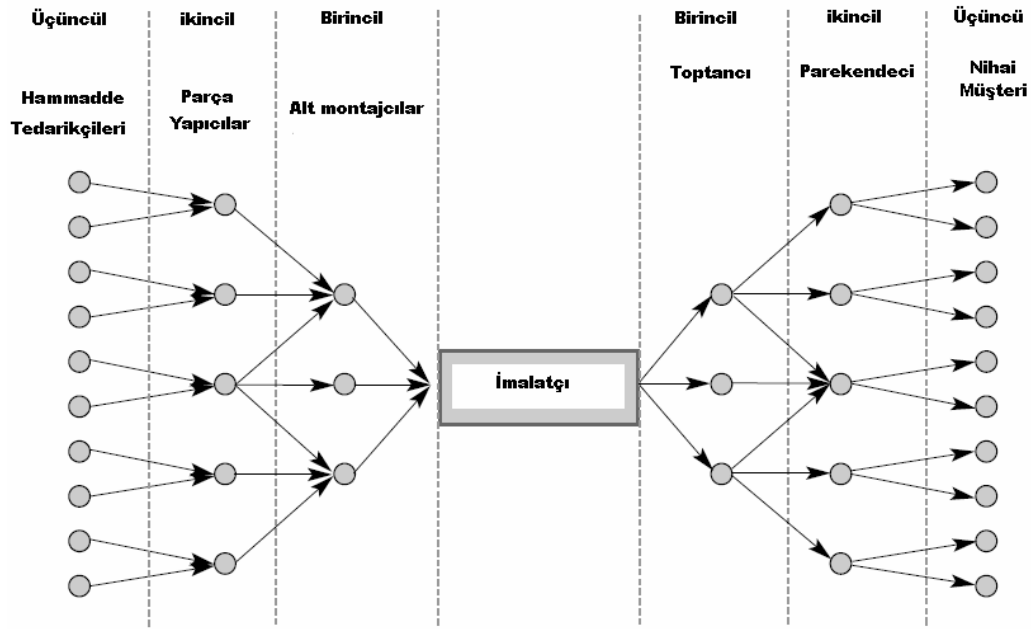 Üçüncül
ikincil
Birincil
Birincil
ikincil
Üçüncü
Hammadde
Tedarikçileri
Parça
Yapıcılar
Alt montajcılar
Toptancı
Parekendeci
Nihai
Müşteri
İmalatçı